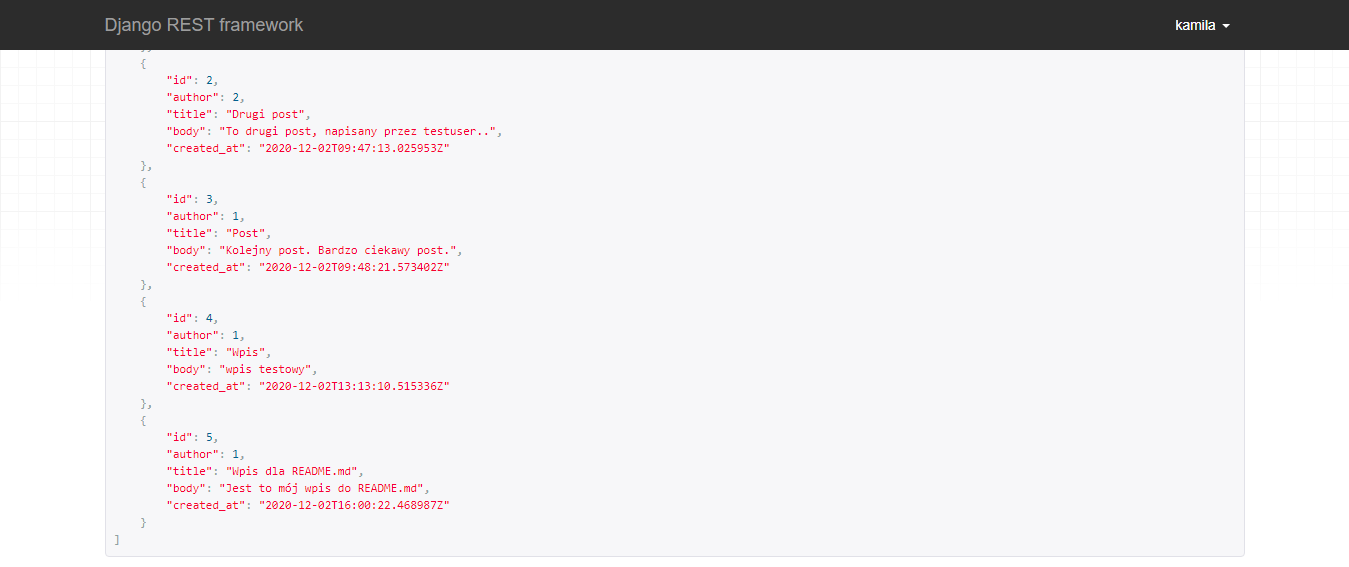 Django REST framework
kamila
{
"id": 2,
"author": 2,
"title": "Drugi post",
"body": "To drugi post, napisany przez testuser..",
"created_at": "2020-12-02T09:47:13.025953Z"
},
{
"id": 3,
"author": 1,
"title": "Post",
"body": "Kolejny post. Bardzo ciekawy post.",
"created_at": "2020-12-02T09:48:21.573402Z"
},
{
"id": 4,
"author": 1,
"title": "Wpis",
"body": "wpis testowy",
"created_at": "2020-12-02T13:13:10.515336Z"
},
{
"id": 5,
"author": 1,
"title": "Wpis dla README.md",
"body": "Jest to mój wpis do README.md",
"created_at": "2020-12-02T16:00:22.468987Z"
}
]